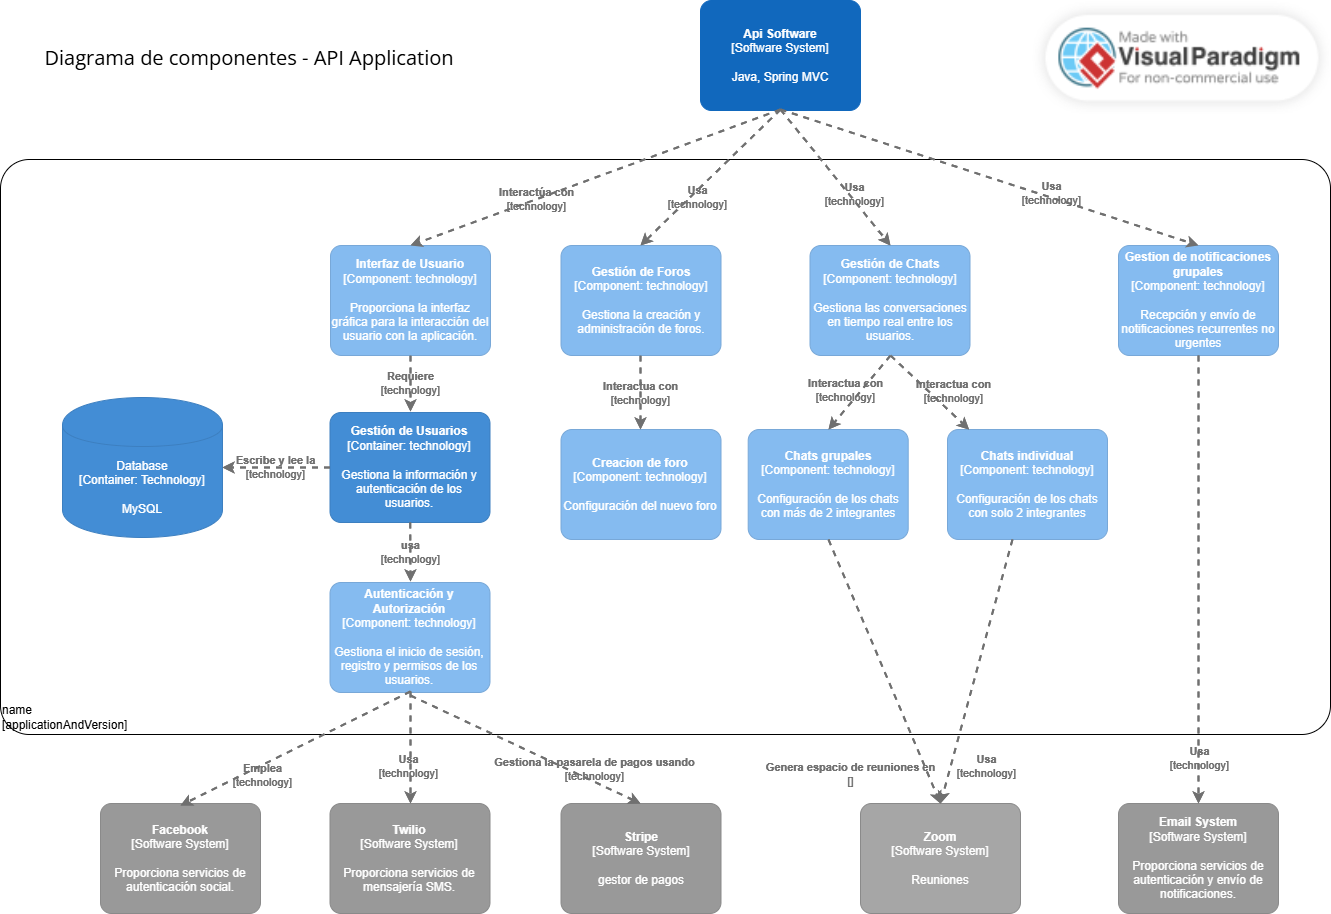 Diagrama de componentes - API Application
Api Software
[Software System]
Java, Spring MVC
Made with
Visual Paradigm
For non-commercial use
Interactúa con
[technology]
Usa
[technology]
Usa
[technology]
Usa
[technology]
Interfaz de Usuario
[Component: technology]
Proporciona la interfaz
gráfica para la interacción del
usuario con la aplicación.
Gestión de Foros
[Component: technology]
Gestiona la creación y
administración de foros.
Gestión de Chats
[Component: technology]
Gestiona las conversaciones
en tiempo real entre los
usuarios.
Gestion de notificaciones
grupales
[Component: technology]
Recepción y envío de
notificaciones recurrentes no
urgentes
Requiere
[technology]
Interactua con
[technology]
Interactua con
[technology]
Interactua con
[technology]
Database
[Container: Technology]
MySQL
Escribe y lee la
[technology]
Gestión de Usuarios
[Container: technology]
Gestiona la información y
autenticación de los
usuarios.
Creacion de foro
[Component: technology]
Configuración del nuevo foro
Chats grupales
[Component: technology]
Configuración de los chats
con más de 2 integrantes
Chats individual
[Component: technology]
Configuración de los chats
con solo 2 integrantes
usa
[technology]
Autenticación y
Autorización
[Component: technology]
Gestiona el inicio de sesión,
registro y permisos de los
usuarios.
name
[applicationAndVersion]
Emplea
[technology]
Usa
[technology]
Gestiona la pasarela de pagos usando
[technology]
Genera espacio de reuniones en
[]
Usa
[technology]
Usa
[technology]
Facebook
[Software System]
Proporciona servicios de
autenticación social.
Twilio
[Software System]
Proporciona servicios de
mensajería SMS.
Stripe
[Software System]
gestor de pagos
Zoom
[Software System]
Reuniones
Email System
[Software System]
Proporciona servicios de
autenticación y envío de
notificaciones.